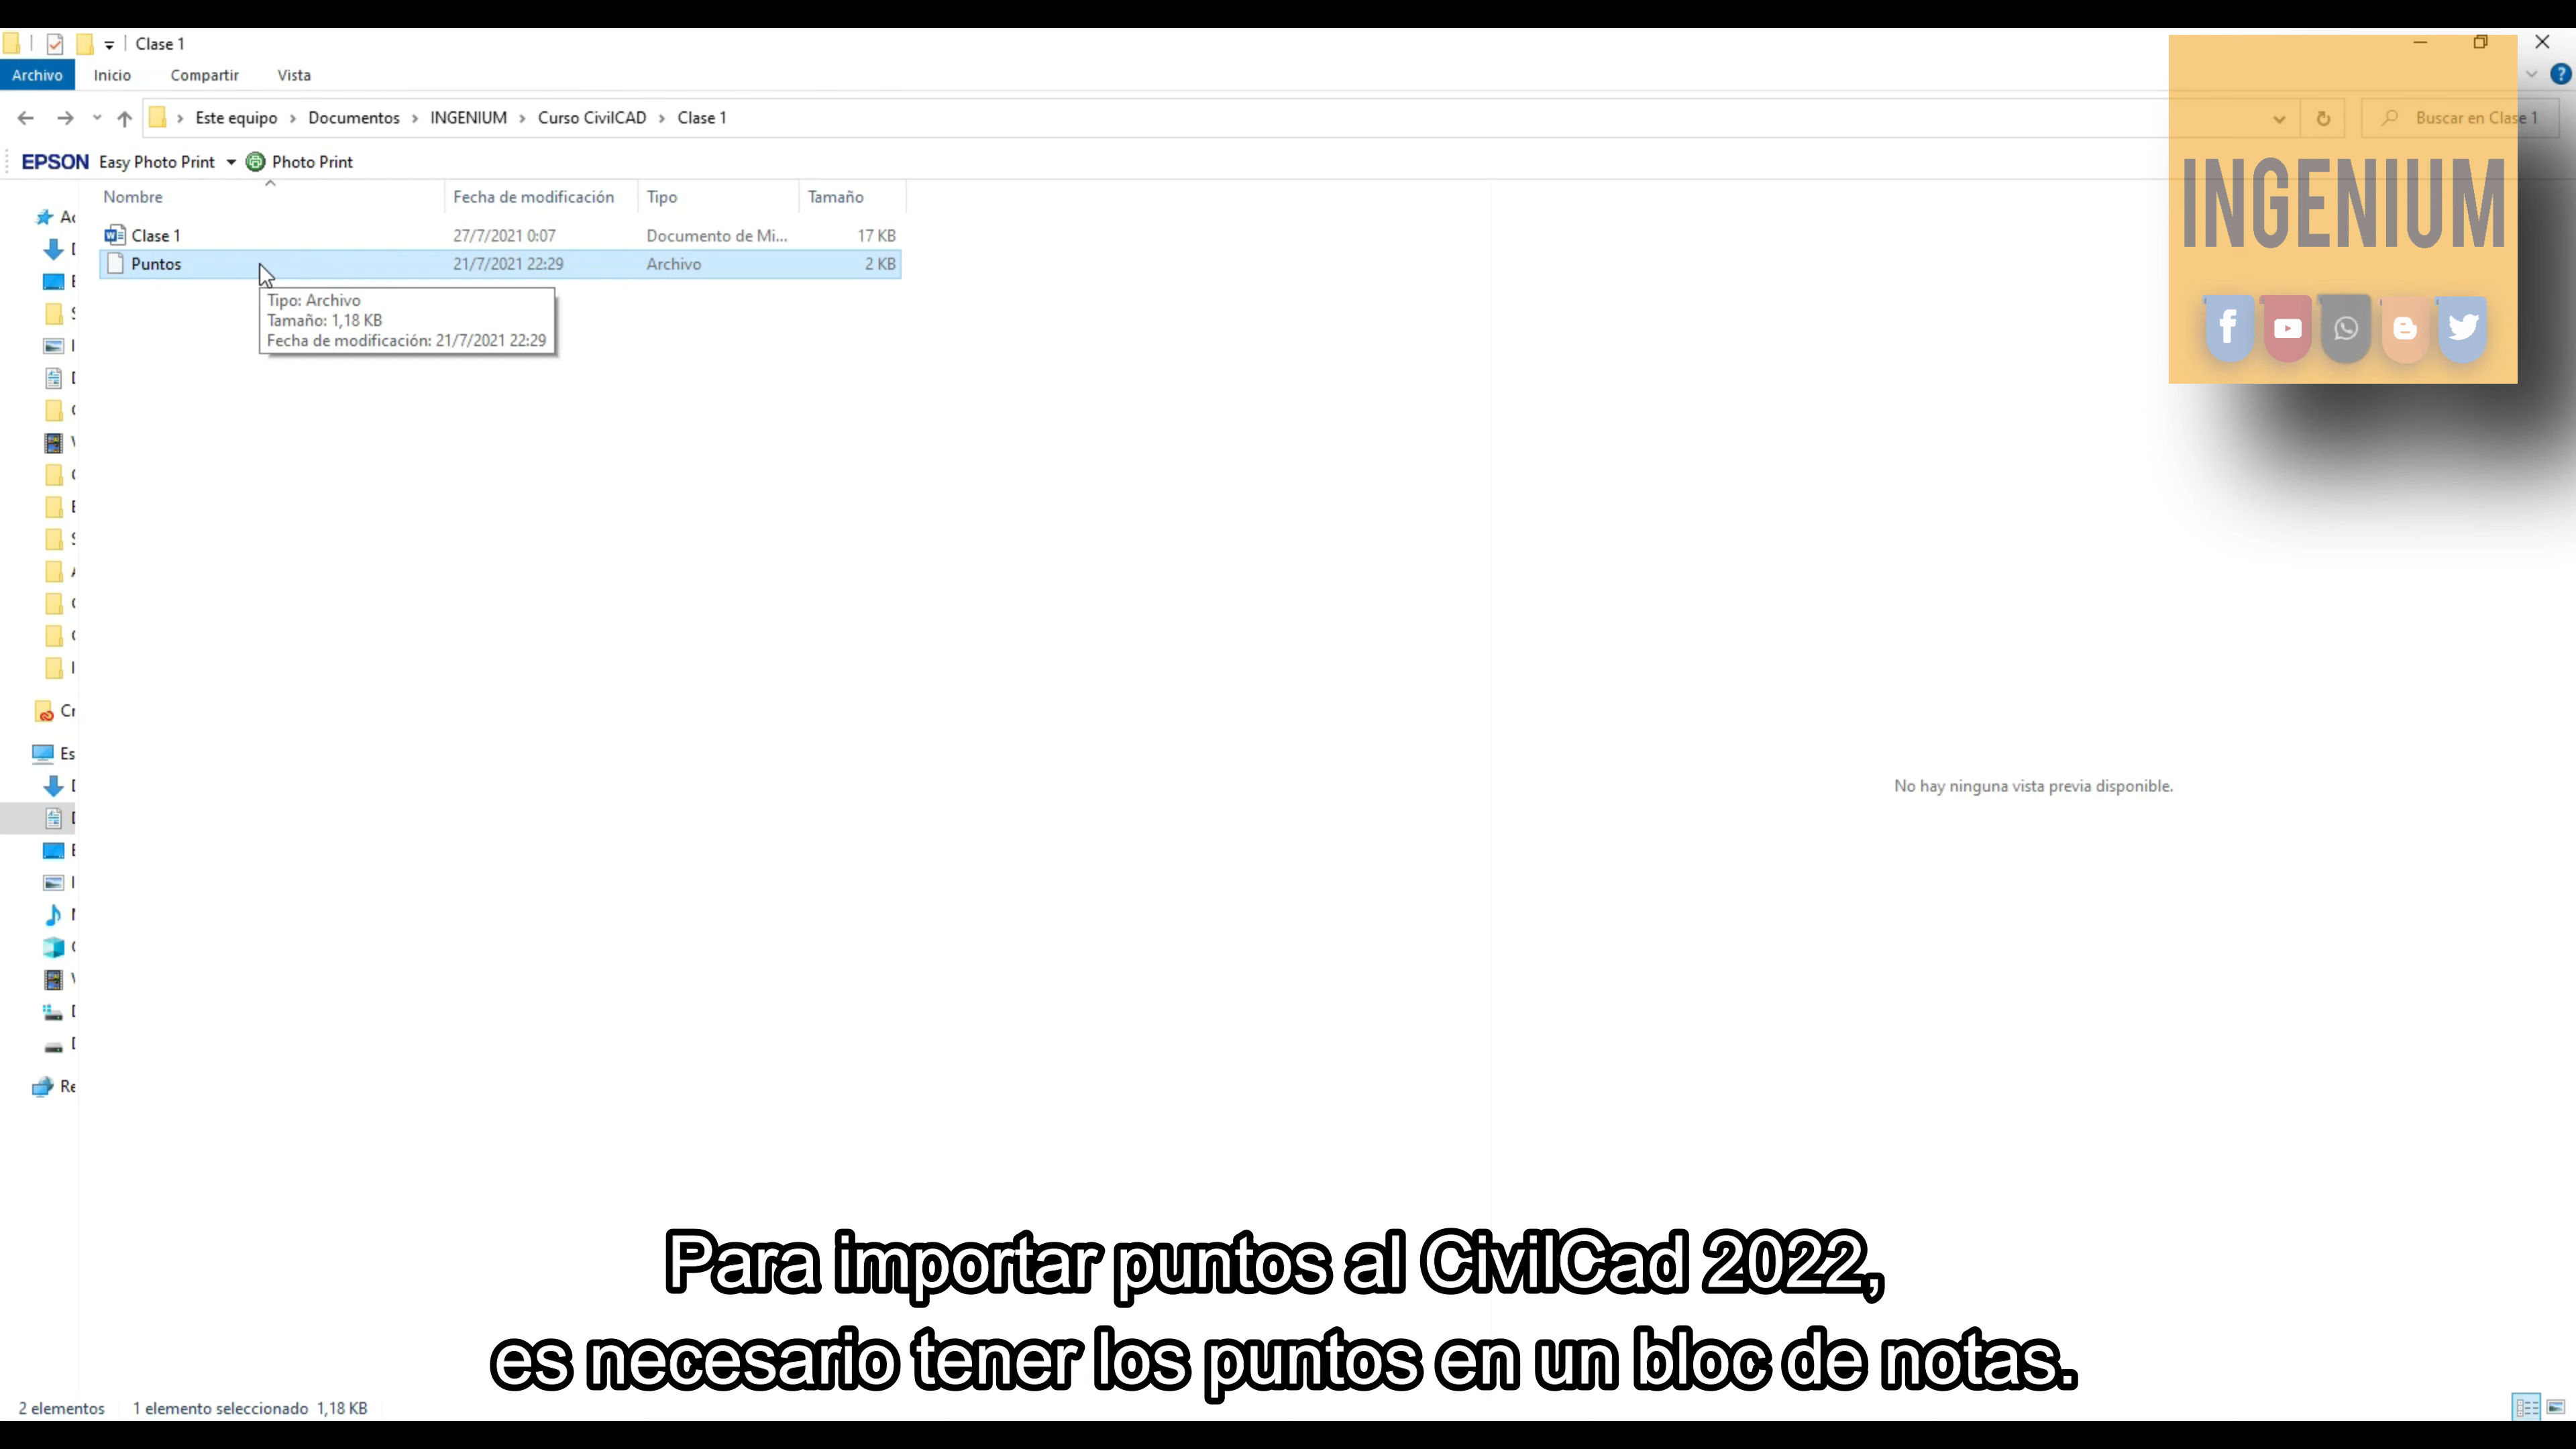 Clase 1
Archivo Inicio Compartir Vista
Este equipo Documentos INGENIUM Curso CivilCAD Clase 1
Buscar en Clase 1
EPSON Easy Photo Print Photo Print
Nombre Fecha de modificación Tipo Tamaño
Clase 1 27/7/2021 0:07 Documento de Mi... 17 KB
Puntos 21/7/2021 22:29 Archivo 2 KB
Tipo: Archivo
Tamaño: 1,18 KB
Fecha de modificación: 21/7/2021 22:29
INGENIUM
No hay ninguna vista previa disponible.
Para importar puntos al CivilCad 2022,
es necesario tener los puntos en un bloc de notas.
2 elementos 1 elemento seleccionado 1,18 KB